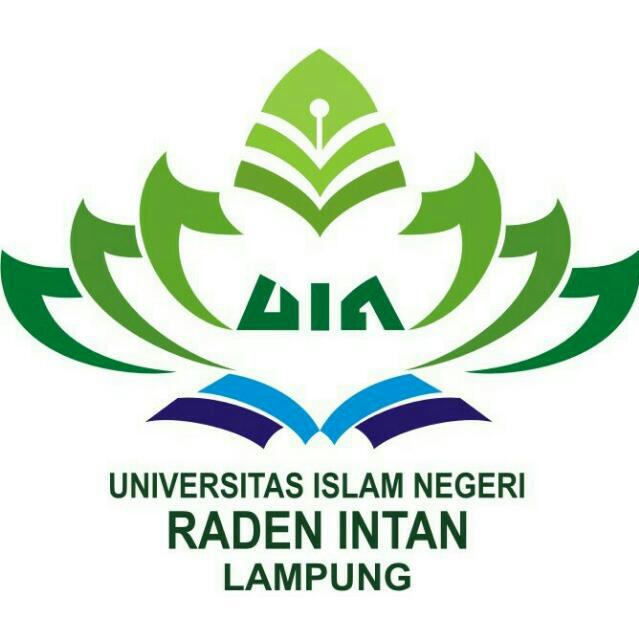 UIN
UNIVERSITAS ISLAM NEGERI
RADEN INTAN
LAMPUNG